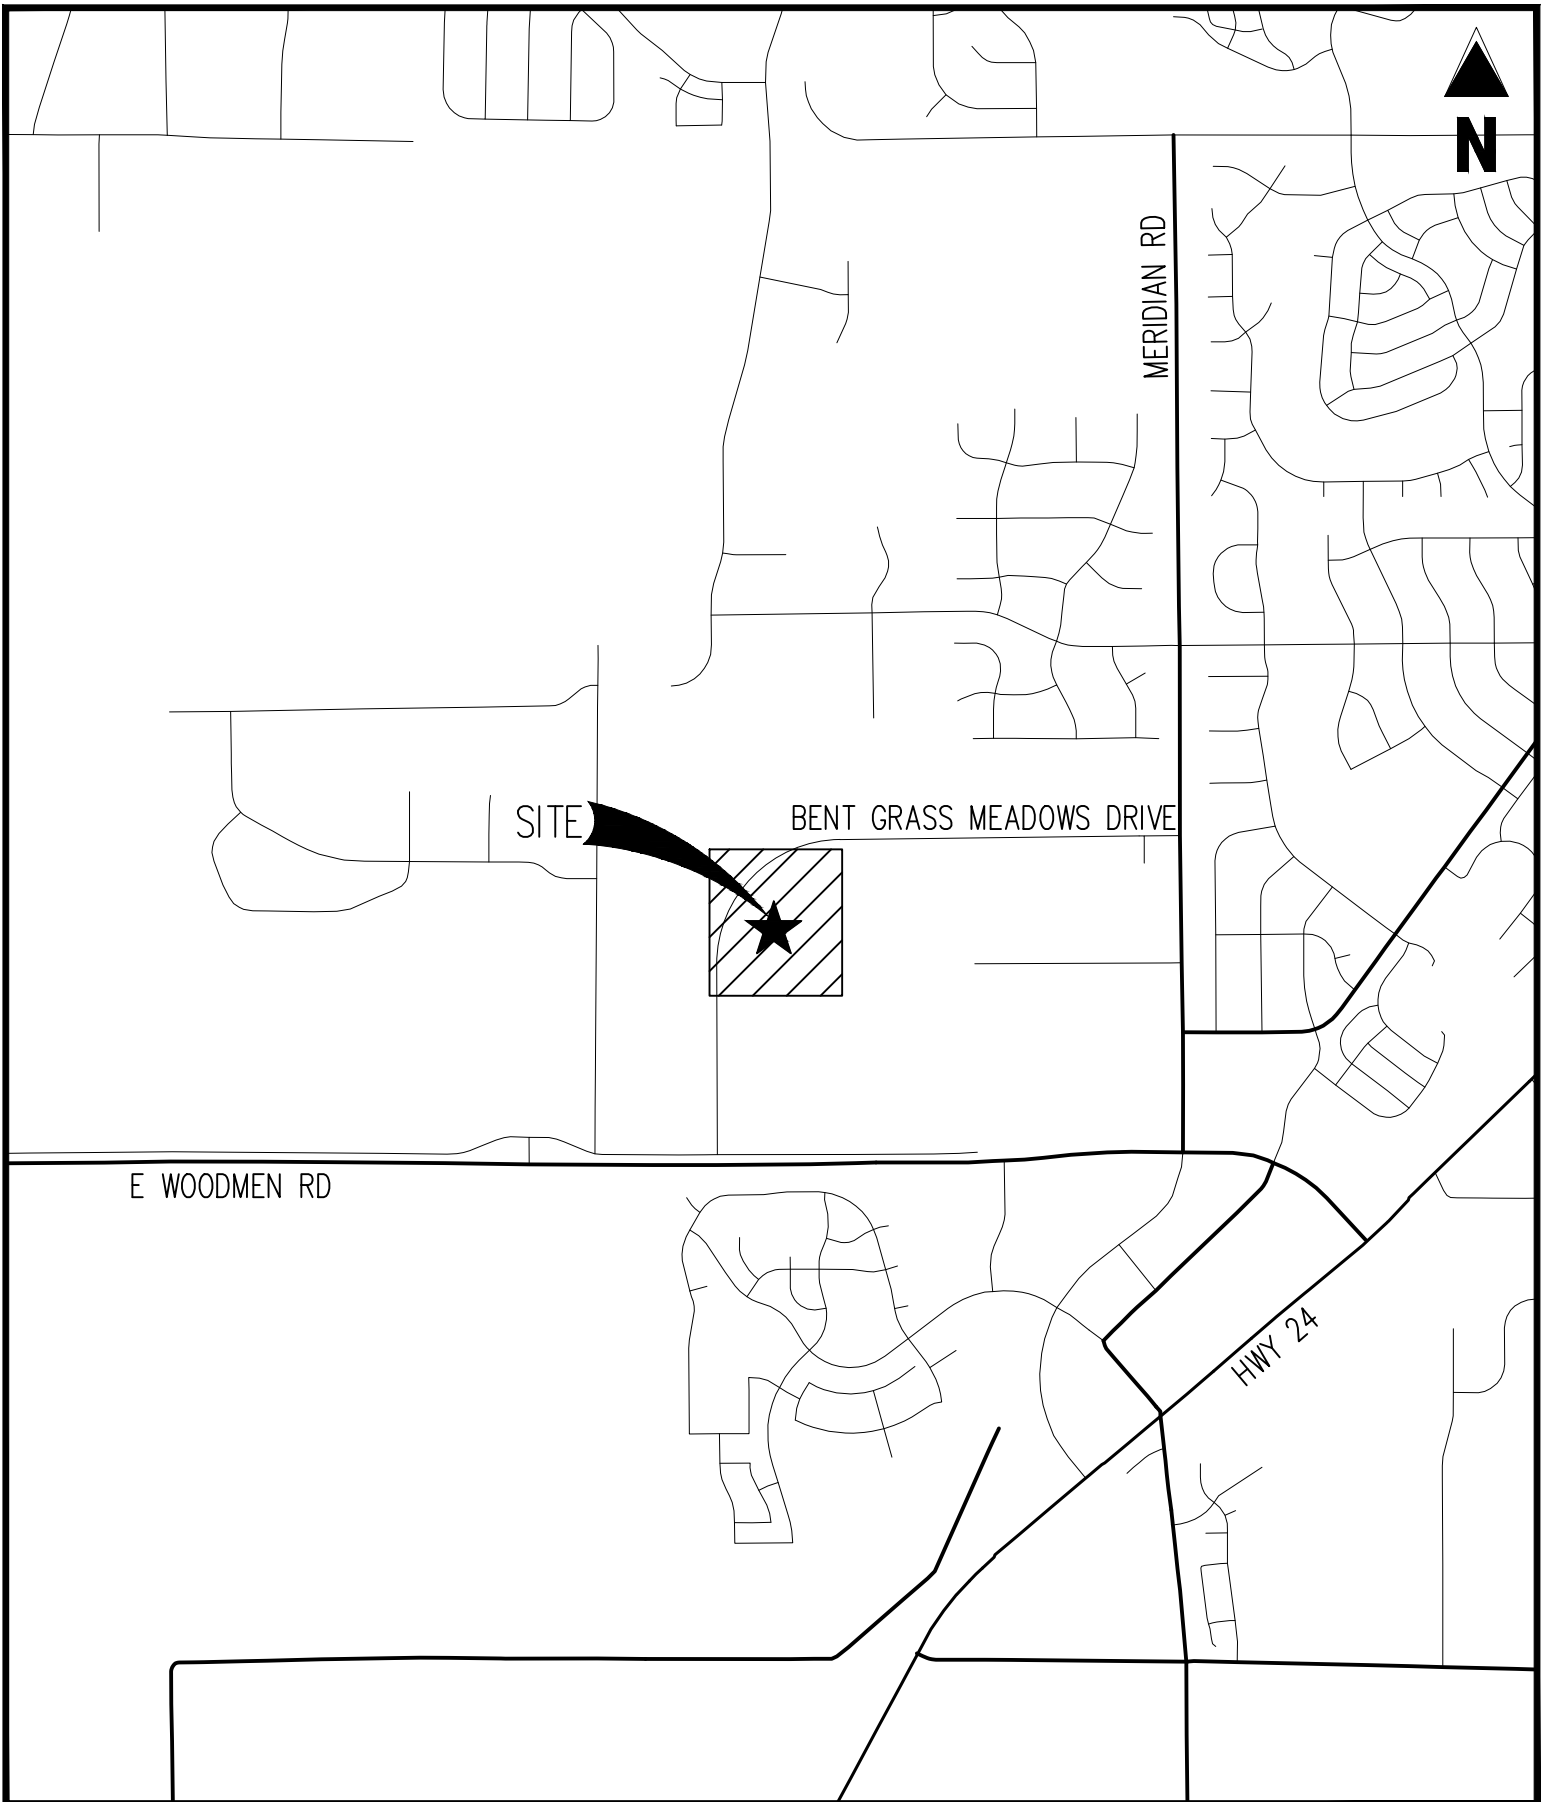 N
MERIDIAN RD
SITE
BENT GRASS MEADOWS DRIVE
E WOODMEN RD
HWY 24